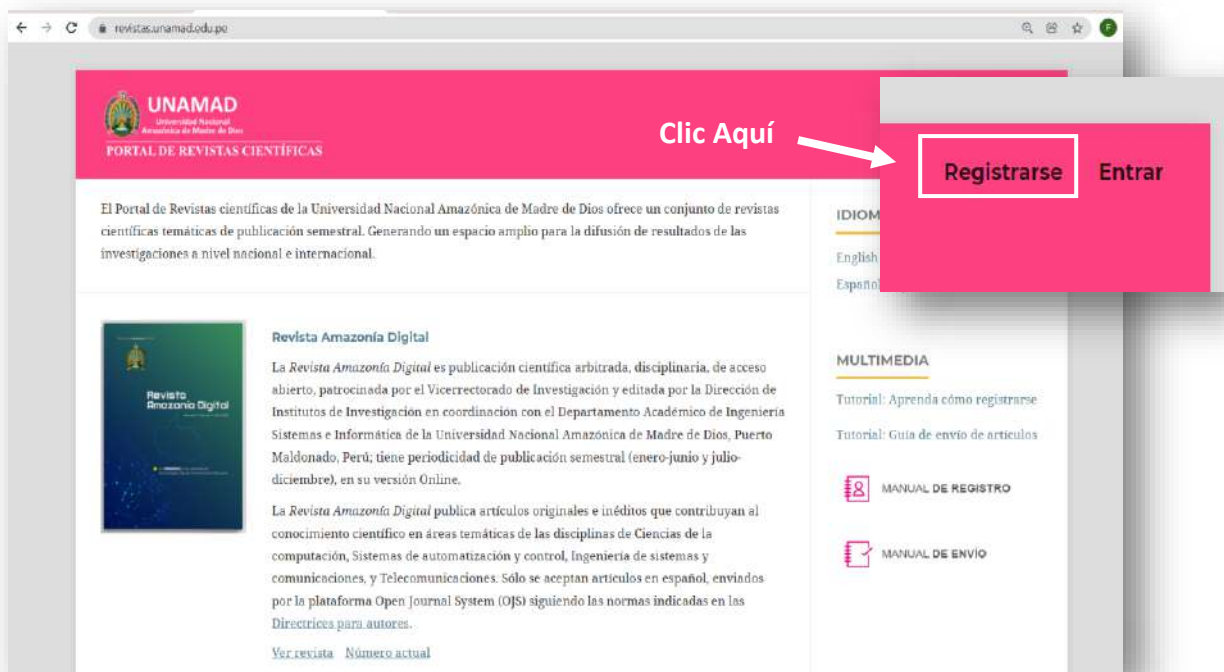 revistas.unamad.edu.pe
F
UNAMAD
Universidad Nacional
Amazónica de Madre de Dios
PORTAL DE REVISTAS CIENTÍFICAS
Clic Aquí
Registrarse Entrar
El Portal de Revistas científicas de la Universidad Nacional Amazónica de Madre de Dios ofrece un conjunto de revistas
científicas temáticas de publicación semestral. Generando un espacio amplio para la difusión de resultados de las
investigaciones a nivel nacional e internacional.
IDIOM
English
Español
Revista
Amazonía Digital
Revista Amazonía Digital
La Revista Amazonía Digital es publicación científica arbitrada, disciplinaria, de acceso
abierto, patrocinada por el Vicerrectorado de Investigación y editada por la Dirección de
Institutos de Investigación en coordinación con el Departamento Académico de Ingeniería
Sistemas e Informática de la Universidad Nacional Amazónica de Madre de Dios, Puerto
Maldonado, Perú; tiene periodicidad de publicación semestral (enero-junio y julio-
diciembre), en su versión Online.
La Revista Amazonía Digital publica artículos originales e inéditos que contribuyan al
conocimiento científico en áreas temáticas de las disciplinas de Ciencias de la
computación, Sistemas de automatización y control, Ingeniería de sistemas y
comunicaciones, y Telecomunicaciones. Sólo se aceptan artículos en español, enviados
por la plataforma Open Journal System (OJS) siguiendo las normas indicadas en las
Directrices para autores.
Ver revista Número actual
MULTIMEDIA
Tutorial: Aprenda cómo registrarse
Tutorial: Guía de envío de artículos
MANUAL DE REGISTRO
MANUAL DE ENVÍO